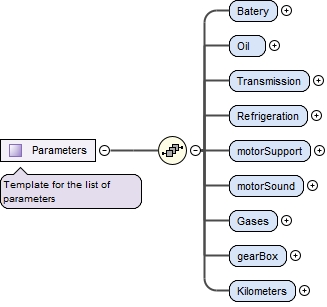 Batery
Oil
Transmission
Refrigeration
Parameters
motorSupport
Template for the list of
parameters
motorSound
Gases
gearBox
Kilometers